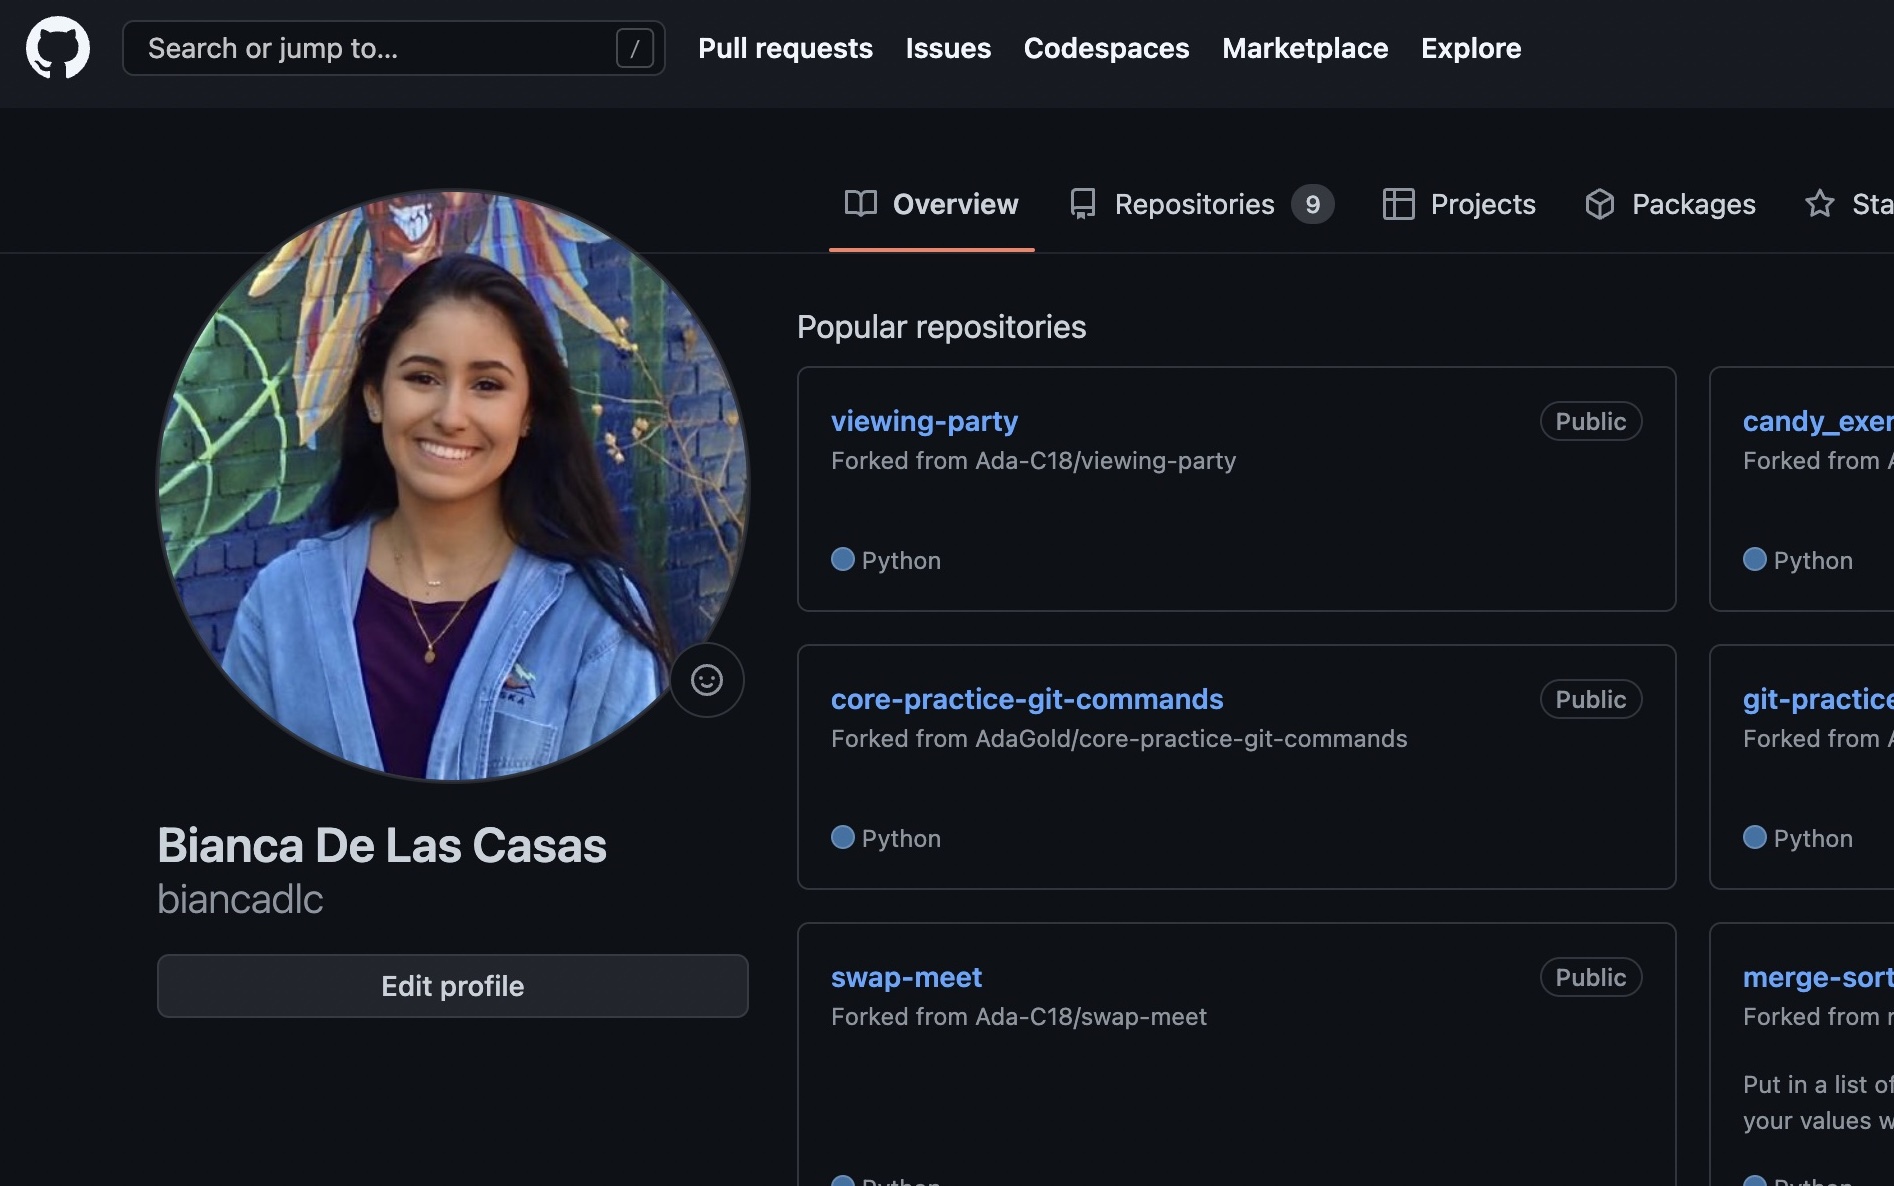 Search or jump to... /
Pull requests Issues Codespaces Marketplace Explore
Overview Repositories 9 Projects Packages Sta
Bianca De Las Casas
biancadlc
Edit profile
Popular repositories
viewing-party Public
Forked from Ada-C18/viewing-party
Python
candy_exer
Forked from A
Python
core-practice-git-commands Public
Forked from AdaGold/core-practice-git-commands
Python
git-practice
Forked from A
Python
swap-meet Public
Forked from Ada-C18/swap-meet
Python
merge-sort
Forked from
Put in a list of
your values w
Python